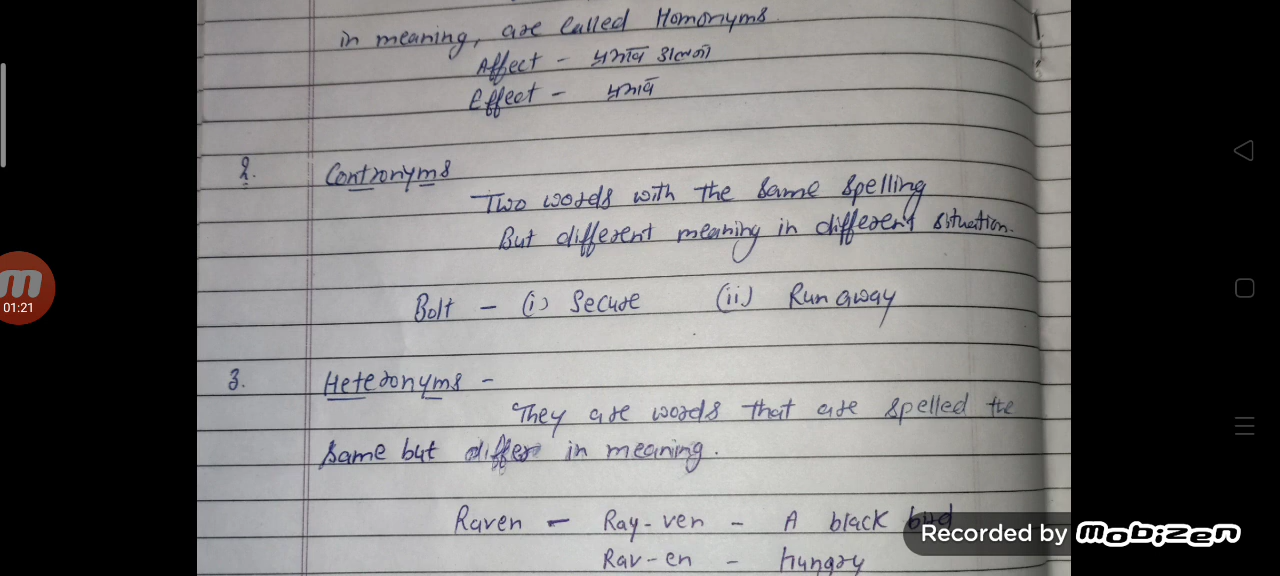 in meaning, are called Homonyms.
Affect - प्रभाव डालना
Effect - प्रभाव
2. Contronyms
Two words with the same spelling
But different meaning in different situation.
Bolt - (i) Secure (ii) Run away
3. Heteronyms -
They are words that are spelled the
same but differ in meaning.
Raven - Ray-ven - A black bird
Rav-en - hungry
Recorded by mobizen
m
01:21